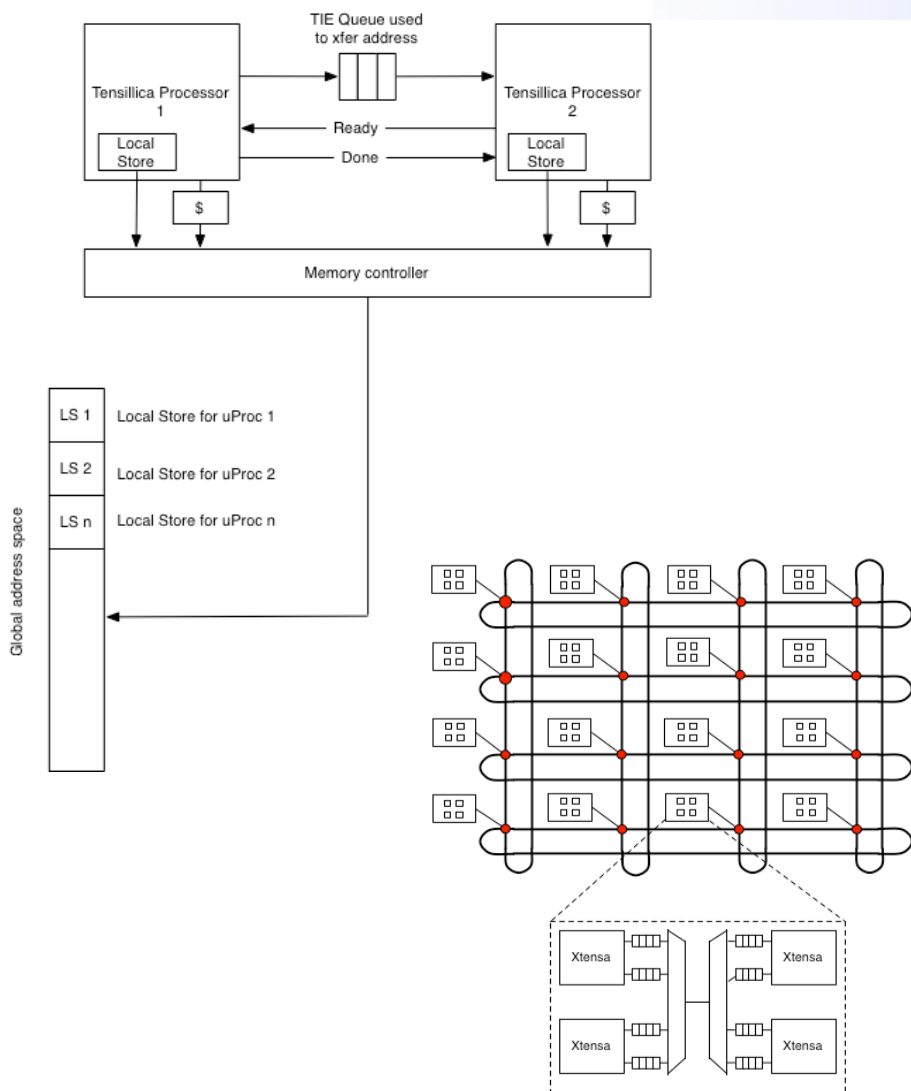 TIE Queue used
to xfer address
Tensillica Processor
1
Tensillica Processor
2
Ready
Done
Local
Store
Local
Store
$
$
Memory controller
Global address space
LS 1
Local Store for uProc 1
LS 2
Local Store for uProc 2
LS n
Local Store for uProc n
Xtensa
Xtensa
Xtensa
Xtensa